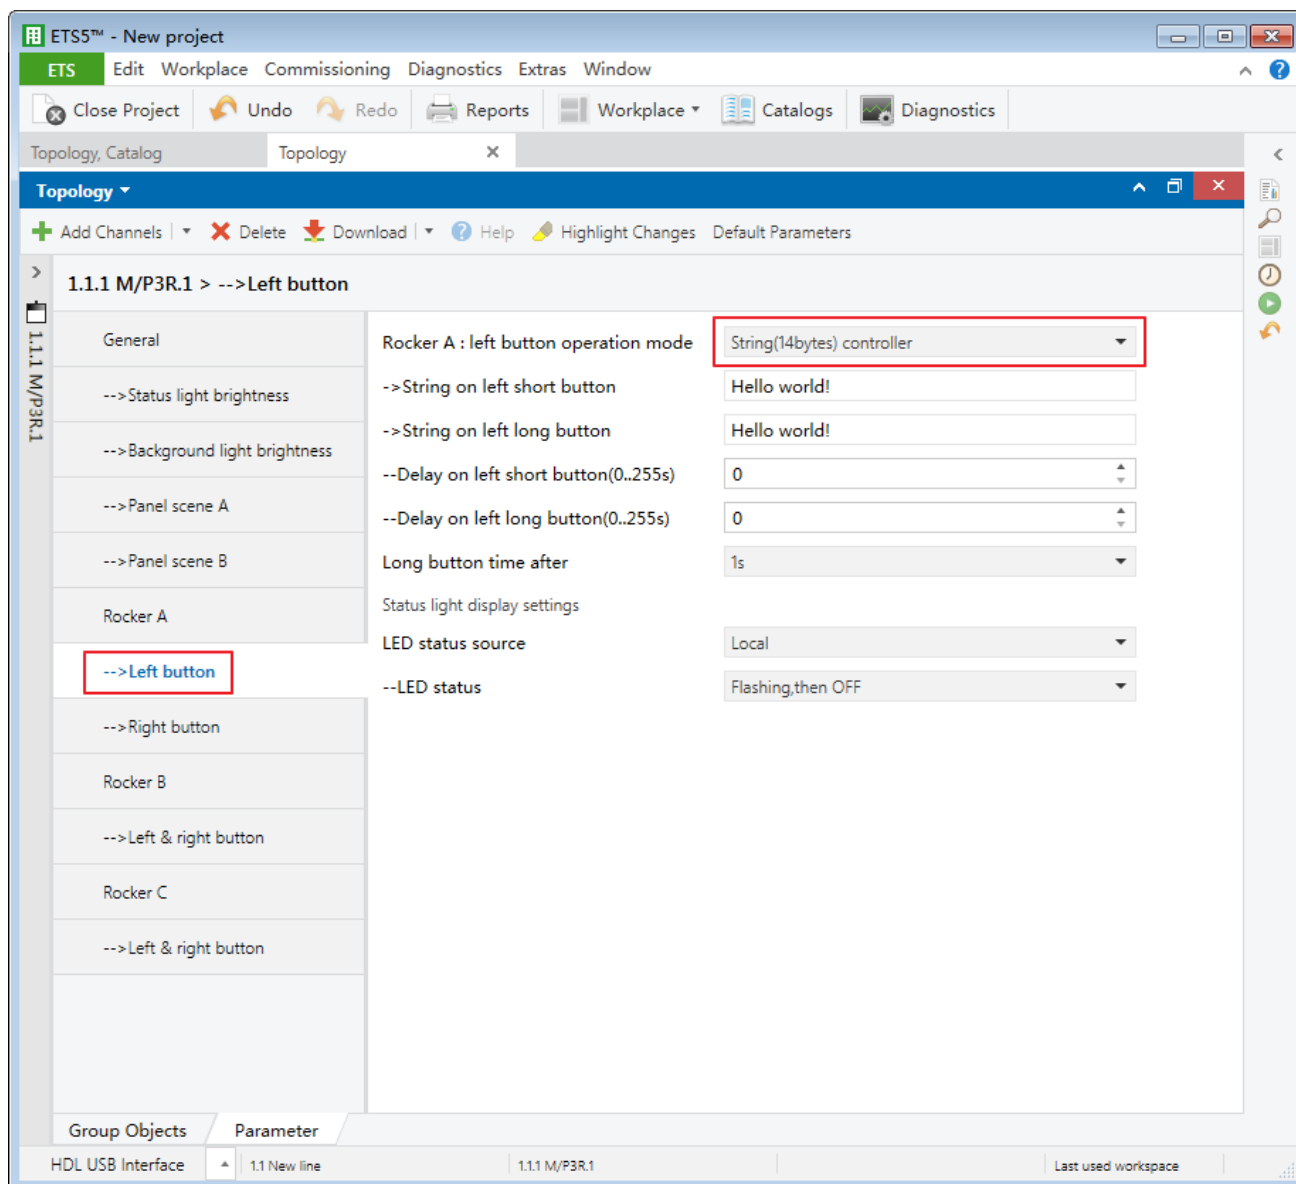 ETS5™ - New project
ETS Edit Workplace Commissioning Diagnostics Extras Window
Close Project Undo Redo Reports Workplace Catalogs Diagnostics
Topology, Catalog Topology
Topology
Add Channels Delete Download Help Highlight Changes Default Parameters
1.1.1 M/P3R.1 > -->Left button
1.1.1 M/P3R.1
General
-->Status light brightness
-->Background light brightness
-->Panel scene A
-->Panel scene B
Rocker A
-->Left button
-->Right button
Rocker B
-->Left & right button
Rocker C
-->Left & right button
Rocker A : left button operation mode String(14bytes) controller
->String on left short button Hello world!
->String on left long button Hello world!
--Delay on left short button(0..255s) 0
--Delay on left long button(0..255s) 0
Long button time after 1s
Status light display settings
LED status source Local
--LED status Flashing,then OFF
Group Objects Parameter
HDL USB Interface 1.1 New line 1.1.1 M/P3R.1 Last used workspace